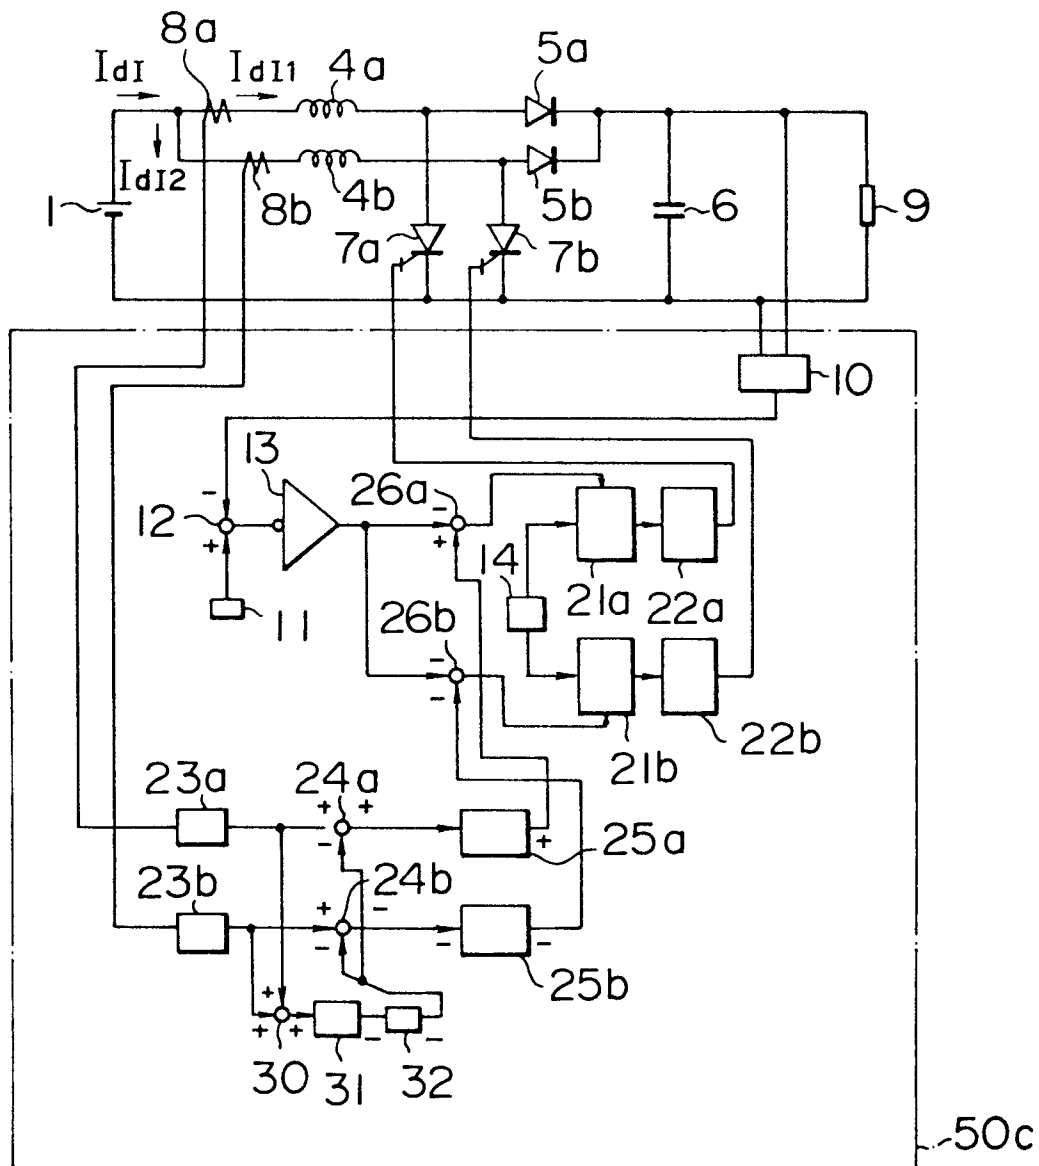 8a
5a
IdI
IdI1
4a
IdI2
1
8b
4b
5b
6
9
7a
7b
10
13
-
26a
-
12
+
+
14
11
21a
22a
26b
-
-
22b
21b
23a
24a
+ +
-
+
25a
23b
24b
+ -
- - -
25b
+
+ + - -
30 31 32
50c